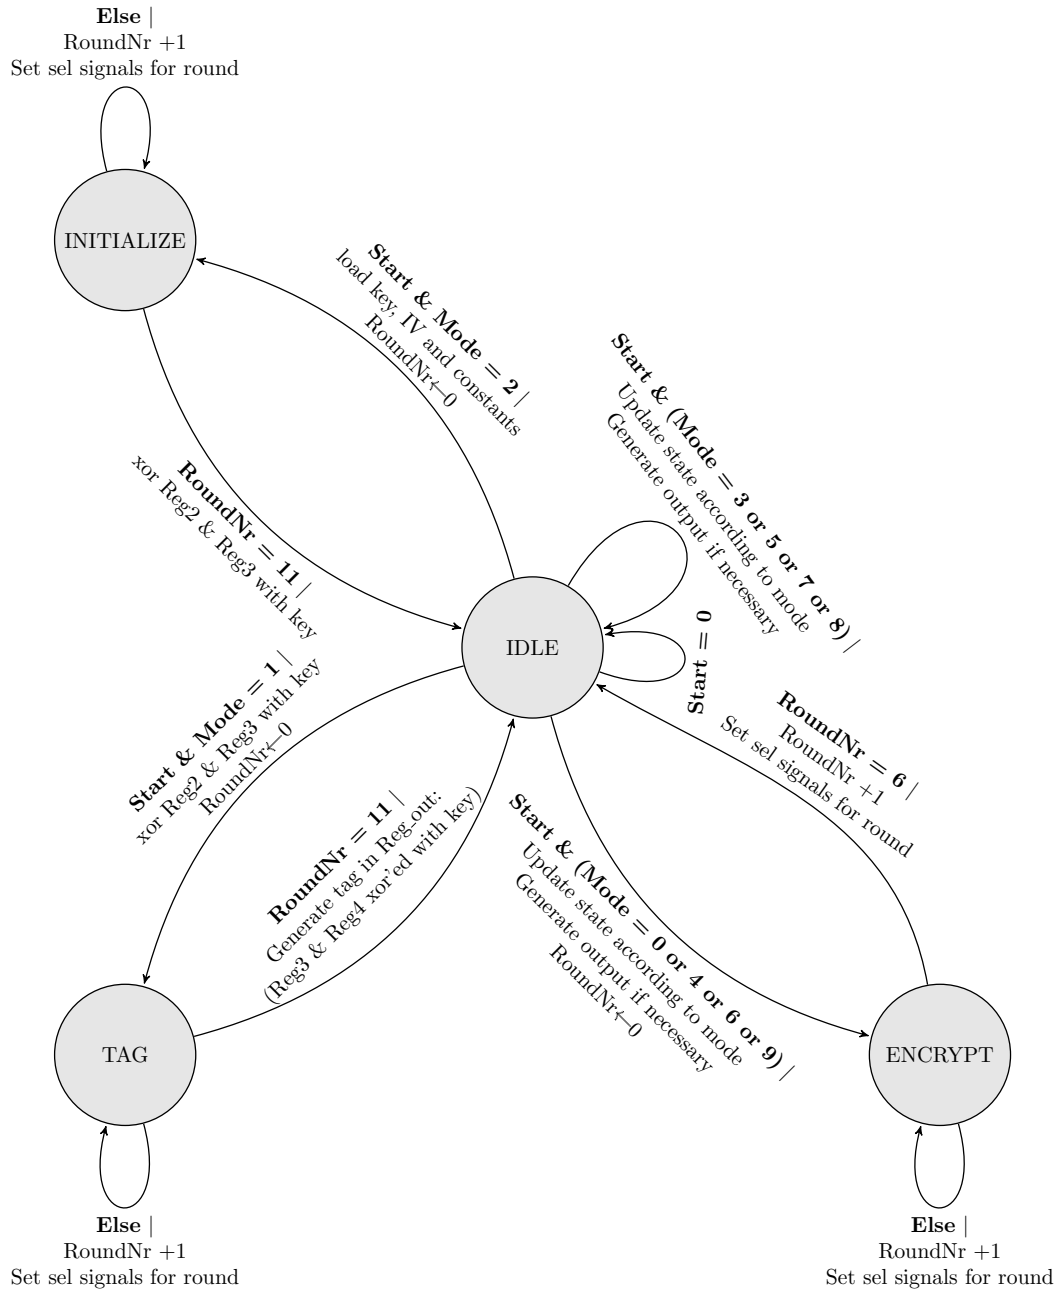 Else |
RoundNr +1
Set sel signals for round
INITIALIZE
Start & Mode = 2 |
load key, IV and constants
RoundNr←0
Start & (Mode = 3 or 5 or 7 or 8) |
Update state according to mode
Generate output if necessary
RoundNr = 11 |
xor Reg2 & Reg3 with key
IDLE
Start = 0
Start & Mode = 1 |
xor Reg2 & Reg3 with key
RoundNr←0
RoundNr = 6 |
RoundNr +1
Set sel signals for round
RoundNr = 11 |
Generate tag in Reg_out:
(Reg3 & Reg4 xor'ed with key)
Start & (Mode = 0 or 4 or 6 or 9) |
Update state according to mode
Generate output if necessary
RoundNr←0
TAG
ENCRYPT
Else |
RoundNr +1
Set sel signals for round
Else |
RoundNr +1
Set sel signals for round